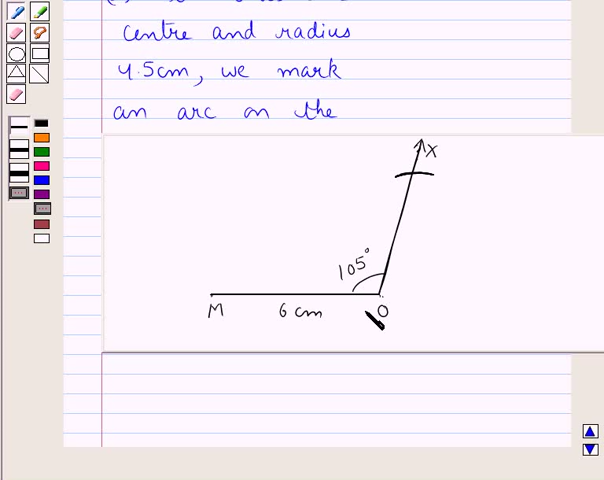 centre and radius
4.5cm, we mark
an arc on the
X
105°
M 6 cm O